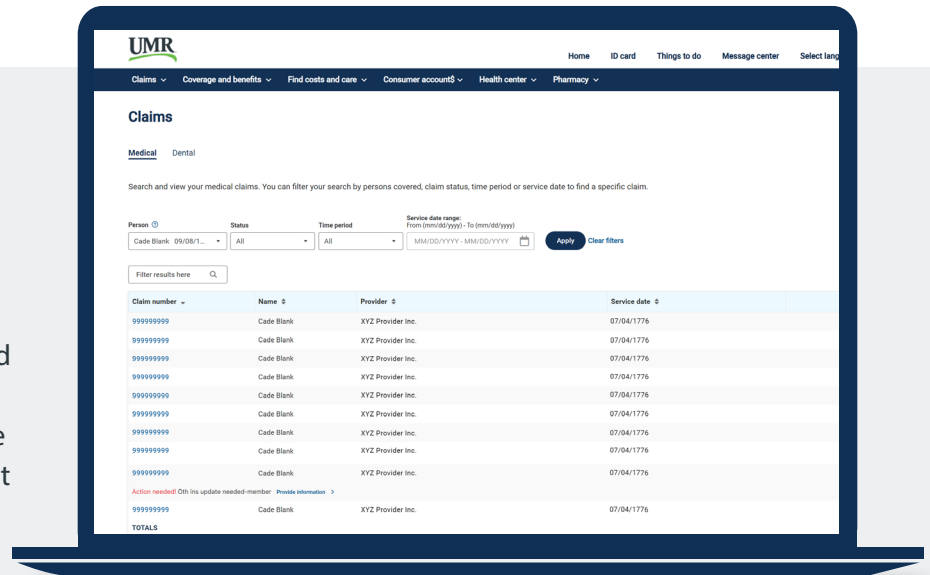 UMR
Home ID card Things to do Message center Select lang
Claims Coverage and benefits Find costs and care Consumer account$ Health center Pharmacy
Claims
Medical Dental
Search and view your medical claims. You can filter your search by persons covered, claim status, time period or service date to find a specific claim.
Service date range:
Person Status Time period From (mm/dd/yyyy) - To (mm/dd/yyyy)
Cade Blank 09/08/1... All All MM/DD/YYYY - MM/DD/YYYY Apply Clear filters
Filter results here
Claim number Name Provider Service date
999999999 Cade Blank XYZ Provider Inc. 07/04/1776
999999999 Cade Blank XYZ Provider Inc. 07/04/1776
999999999 Cade Blank XYZ Provider Inc. 07/04/1776
999999999 Cade Blank XYZ Provider Inc. 07/04/1776
999999999 Cade Blank XYZ Provider Inc. 07/04/1776
999999999 Cade Blank XYZ Provider Inc. 07/04/1776
999999999 Cade Blank XYZ Provider Inc. 07/04/1776
999999999 Cade Blank XYZ Provider Inc. 07/04/1776
999999999 Cade Blank XYZ Provider Inc. 07/04/1776
Action needed! Oth ins update needed-member Provide information >
999999999 Cade Blank XYZ Provider Inc. 07/04/1776
TOTALS